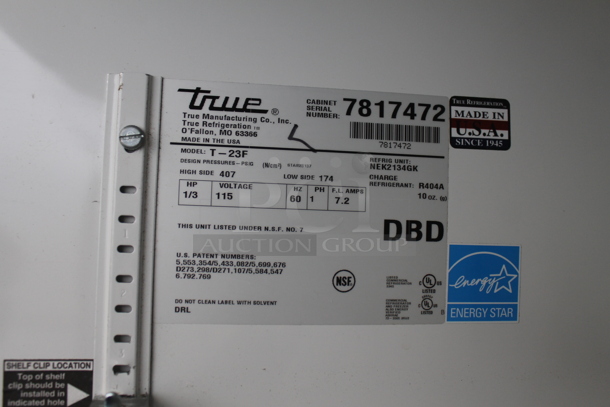 true ®
True Manufacturing Co., Inc.
True Refrigeration TM
O'Fallon, MO 63366
MADE IN THE USA
CABINET
SERIAL
NUMBER:
7817472
7817472
MODEL: T-23F
DESIGN PRESSURES-PSIG
HIGH SIDE 407
LOW SIDE 174
REFRIG UNIT:
NEK2134GK
CHARGE
REFRIGERANT: R404A
10 oz.
HP VOLTAGE HZ PH F.L. AMPS
1/3 115 60 1 7.2
THIS UNIT LISTED UNDER N.S.F. NO. 7
DBD
U.S. PATENT NUMBERS:
5,553,354/5,433,082/5,699,676
D273,298/D271,107/5,584,547
6.792.769
DO NOT CLEAN LABEL WITH SOLVENT
DRL
NSF
UL
LISTED
UL
LISTED
TRUE REFRIGERATION
MADE IN
U.S.A.
SINCE 1945
energy
ENERGY STAR
SHELF CLIP LOCATION
Top of shelf
clip should be
installed in
indicated hole
AUCTION GROUP